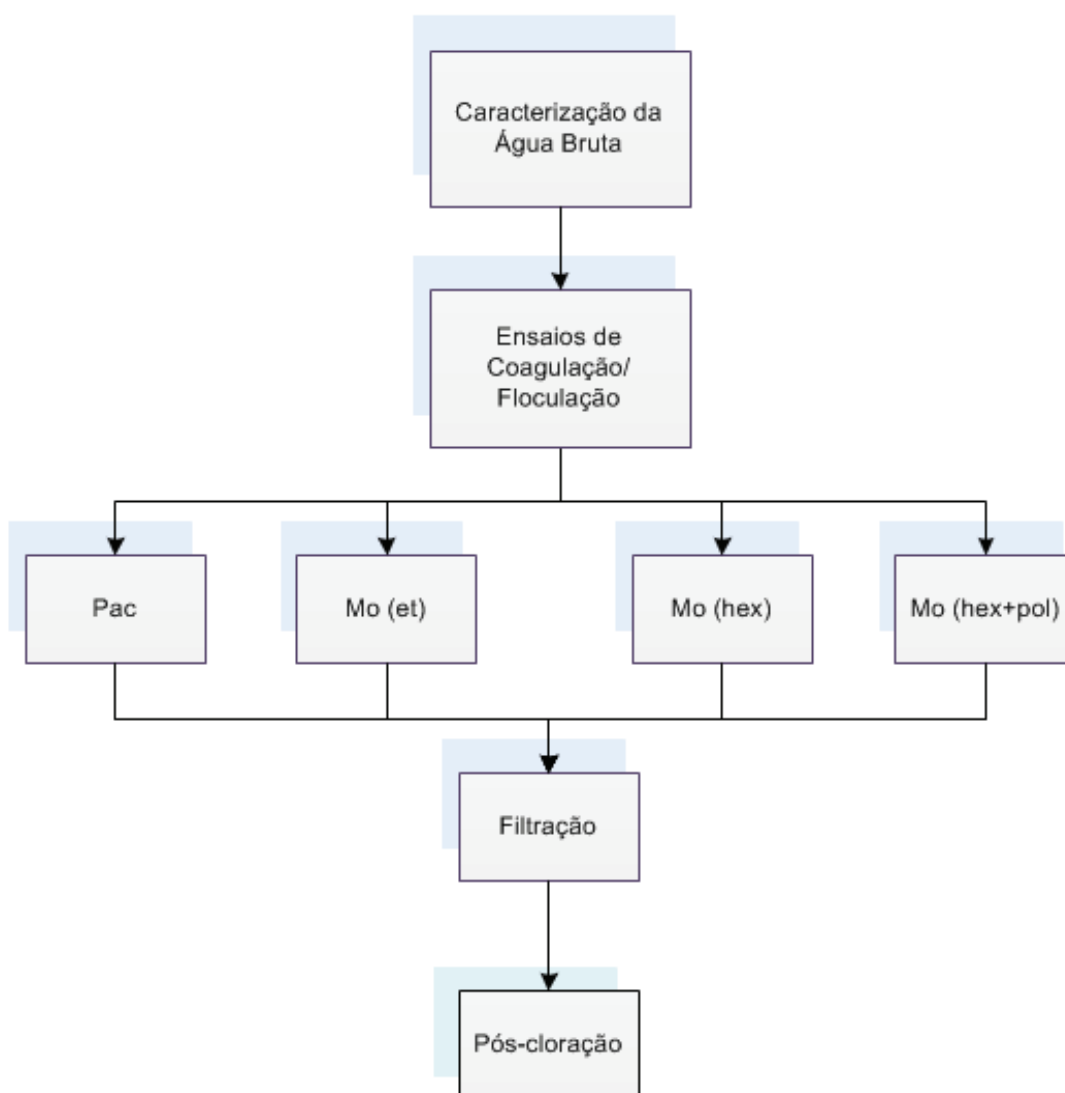 Caracterização da
Água Bruta
Ensaios de
Coagulação/
Floculação
Pac
Mo (et)
Mo (hex)
Mo (hex+pol)
Filtração
Pós-cloração